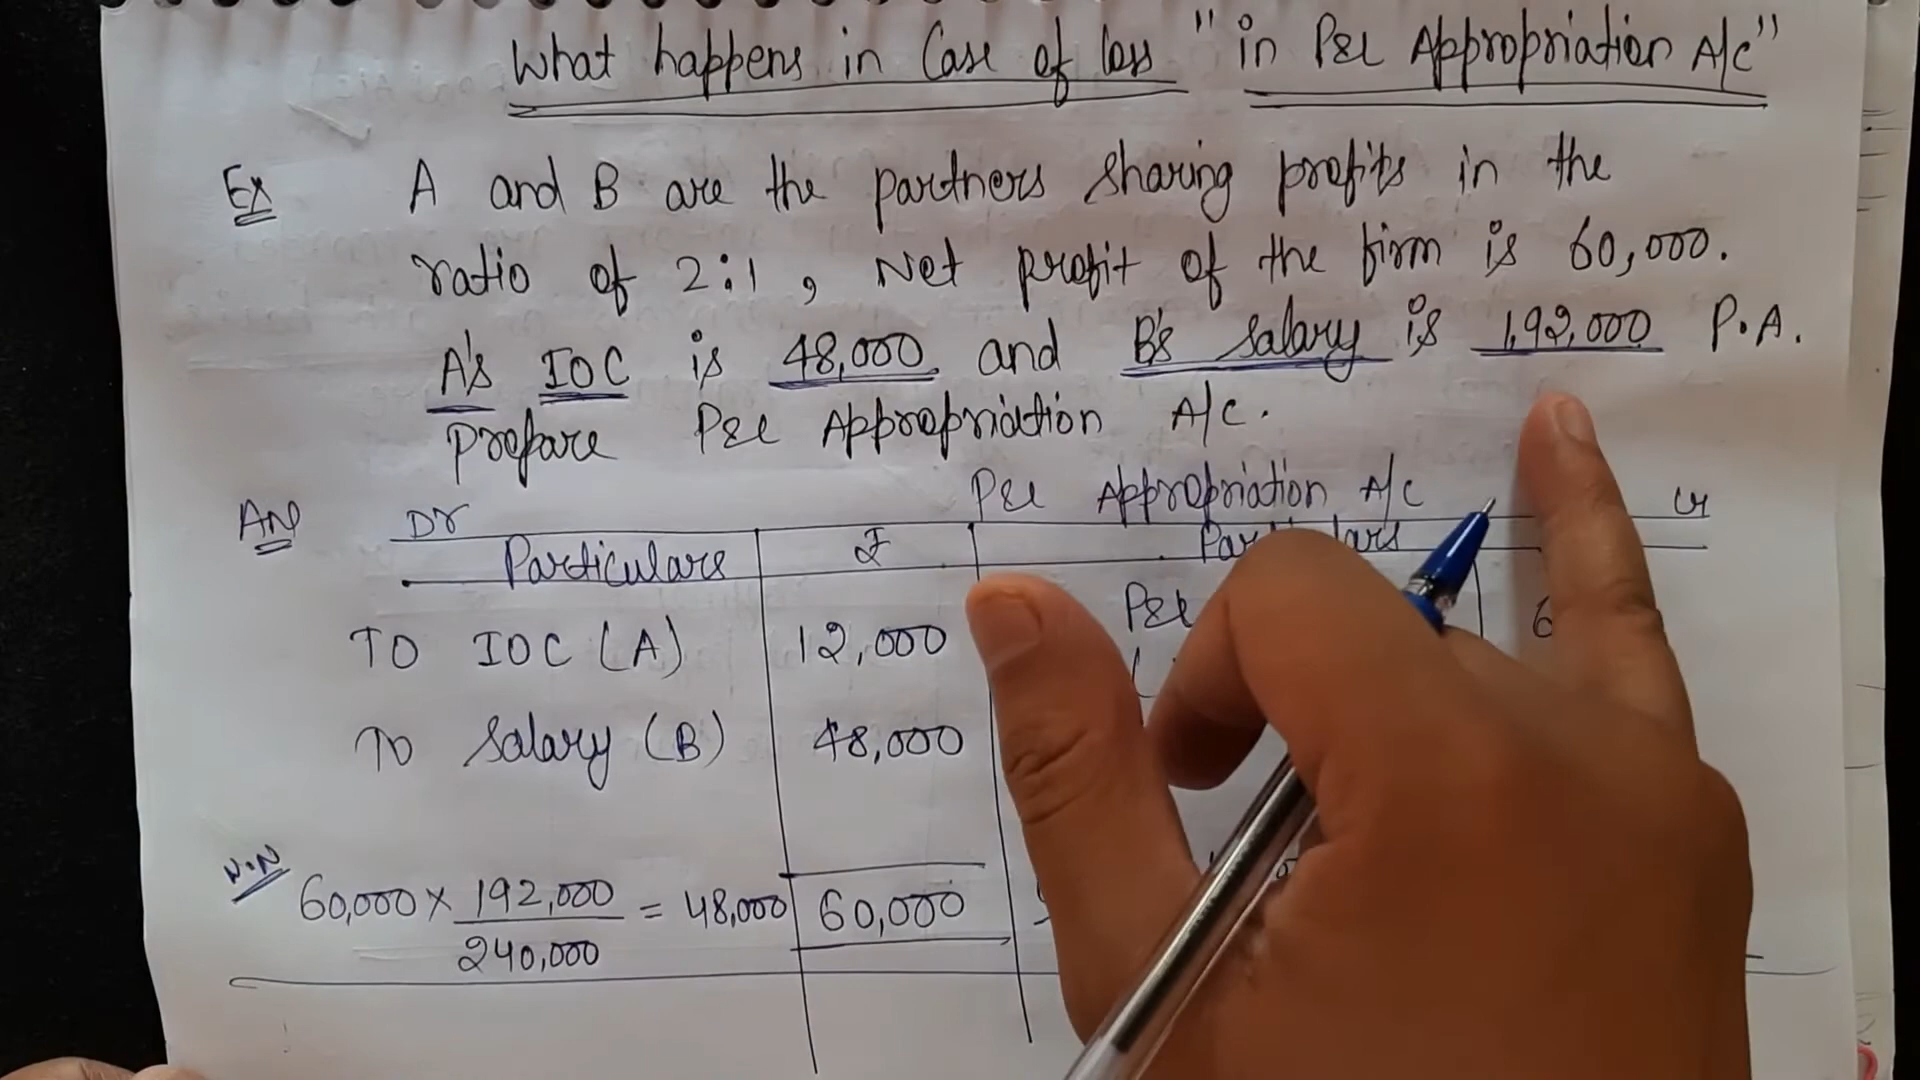 What happens in Case of loss "in P&L Appropriation A/c"
Ex A and B are the partners sharing profits in the
ratio of 2:1, Net profit of the firm is 60,000.
A's IOC is 48,000 and B's salary is 1,92,000 P.A.
Prepare P&L Appropriation A/c.
Ans Dr P&L Appropriation A/c Cr
Particulars ₹ Particulars
TO IOC (A) 12,000 P&L 6
TO Salary (B) 48,000
W.N 60,000 × 192,000 / 240,000 = 48,000 60,000